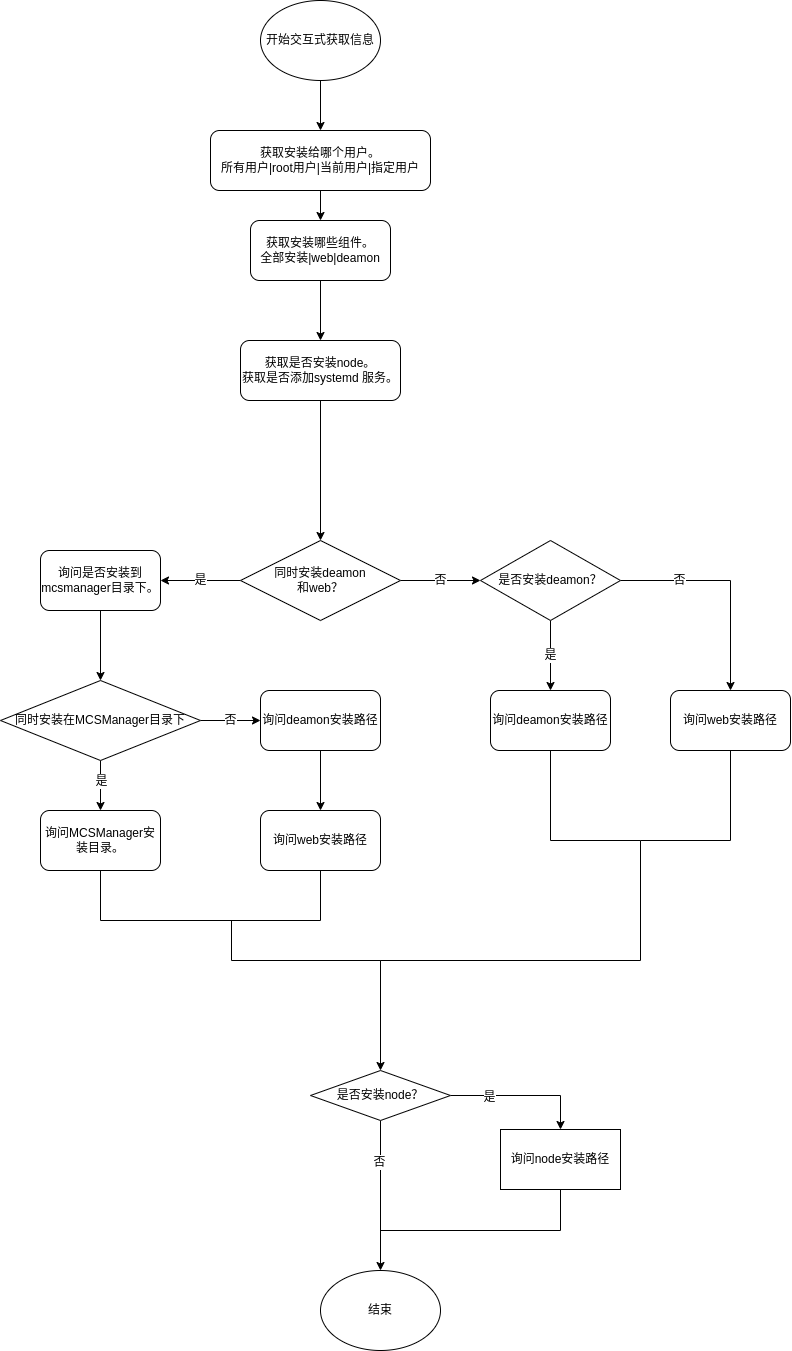 开始交互式获取信息
获取安装给哪个用户。
所有用户|root用户|当前用户|指定用户
获取安装哪些组件。
全部安装|web|deamon
获取是否安装node。
获取是否添加systemd 服务。
同时安装deamon
和web?
是
否
询问是否安装到
mcsmanager目录下。
是否安装deamon?
否
是
同时安装在MCSManager目录下
否
是
询问deamon安装路径
询问deamon安装路径
询问web安装路径
询问MCSManager安
装目录。
询问web安装路径
是否安装node?
是
否
询问node安装路径
结束